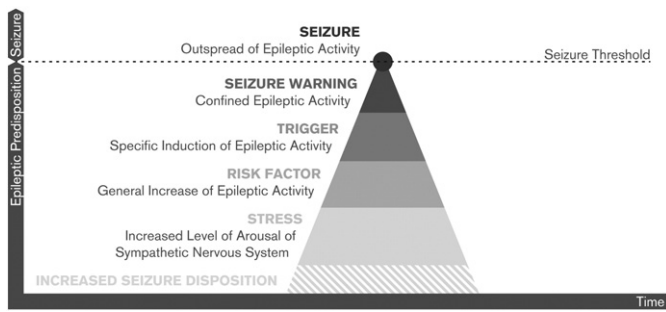 SEIZURE
Outspread of Epileptic Activity
Seizure Threshold
SEIZURE WARNING
Confined Epileptic Activity
TRIGGER
Specific Induction of Epileptic Activity
RISK FACTOR
General Increase of Epileptic Activity
STRESS
Increased Level of Arousal of
Sympathetic Nervous System
INCREASED SEIZURE DISPOSITION
Epileptic Predisposition
Seizure
Time